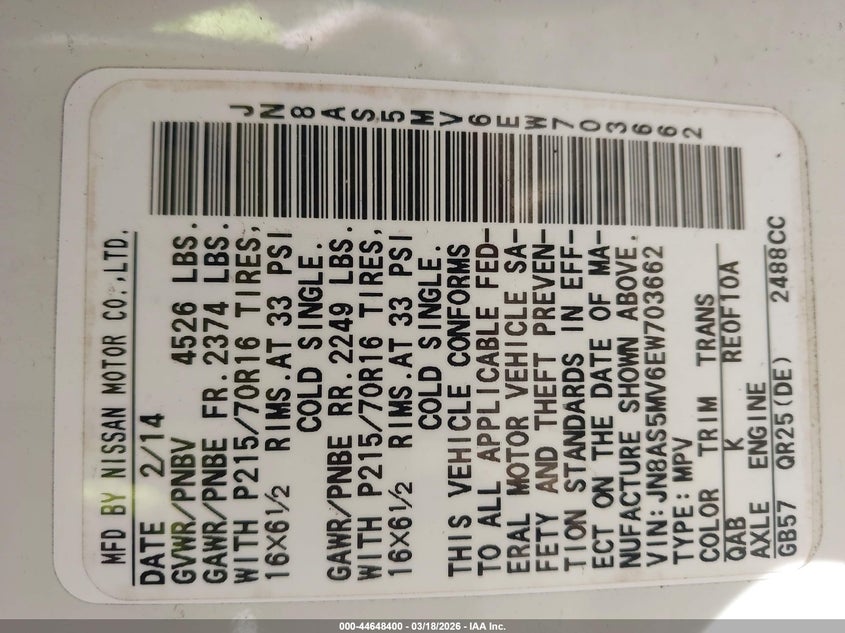 JN8AS5MV6EW703662
MFD BY NISSAN MOTOR CO.,LTD.
DATE 2/14
GVWR/PNBV 4526 LBS.
GAWR/PNBE FR. 2374 LBS.
WITH P215/70R16 TIRES,
16X6½ RIMS.AT 33 PSI
COLD SINGLE.
GAWR/PNBE RR. 2249 LBS.
WITH P215/70R16 TIRES,
16X6½ RIMS.AT 33 PSI
COLD SINGLE.
THIS VEHICLE CONFORMS
TO ALL APPLICABLE FED-
ERAL MOTOR VEHICLE SA-
FETY AND THEFT PREVEN-
TION STANDARDS IN EFF-
ECT ON THE DATE OF MA-
NUFACTURE SHOWN ABOVE.
VIN:JN8AS5MV6EW703662
TYPE:MPV
COLOR TRIM TRANS
QAB K RE0F10A
AXLE ENGINE
GB57 QR25(DE) 2488CC
000-44648400 - 03/18/2026 - IAA Inc.